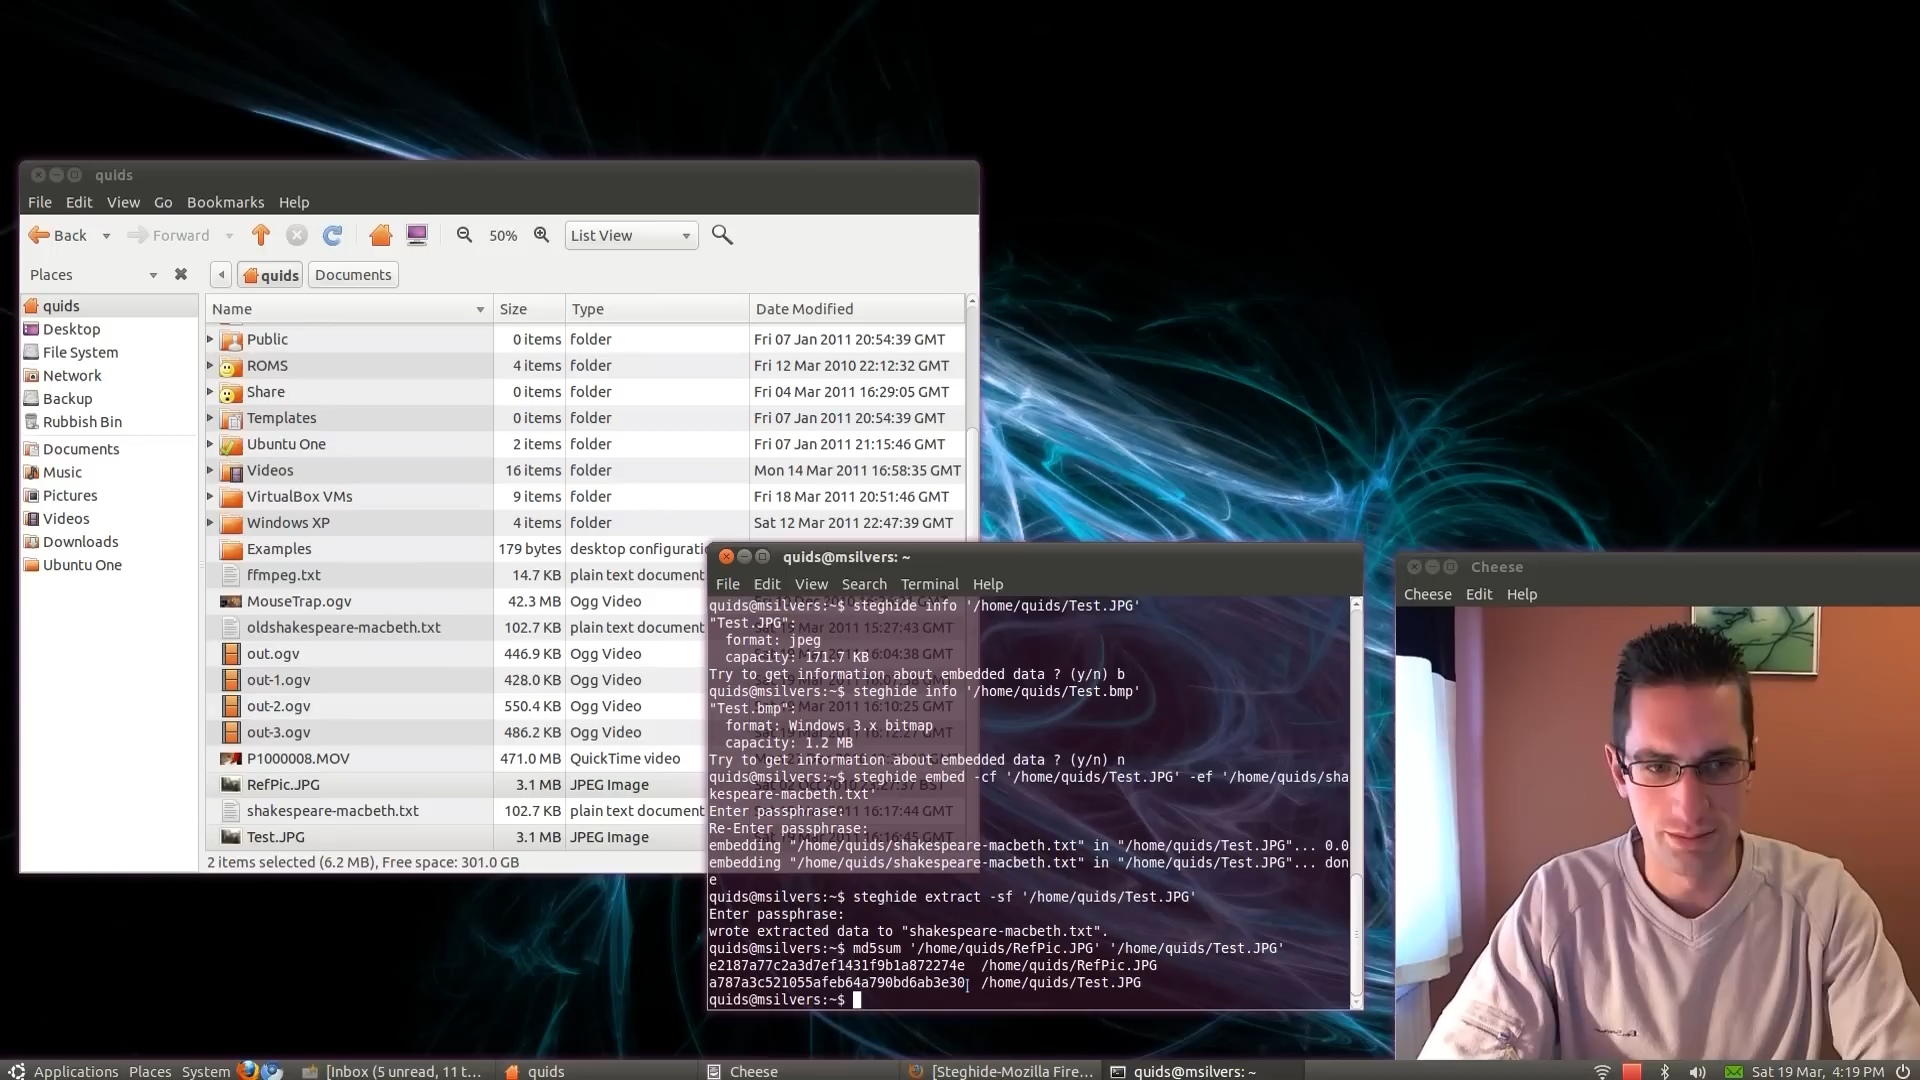 quids
File Edit View Go Bookmarks Help
Back Forward 50% List View
Places quids Documents
Name Size Type Date Modified
quids
Desktop
File System
Network
Backup
Rubbish Bin
Documents
Music
Pictures
Videos
Downloads
Ubuntu One
Public 0 items folder Fri 07 Jan 2011 20:54:39 GMT
ROMS 4 items folder Fri 12 Mar 2010 22:12:32 GMT
Share 0 items folder Fri 04 Mar 2011 16:29:05 GMT
Templates 0 items folder Fri 07 Jan 2011 20:54:39 GMT
Ubuntu One 2 items folder Fri 07 Jan 2011 21:15:46 GMT
Videos 16 items folder Mon 14 Mar 2011 16:58:35 GMT
VirtualBox VMs 9 items folder Fri 18 Mar 2011 20:51:46 GMT
Windows XP 4 items folder Sat 12 Mar 2011 22:47:39 GMT
Examples 179 bytes desktop configuratio
ffmpeg.txt 14.7 KB plain text document
MouseTrap.ogv 42.3 MB Ogg Video
oldshakespeare-macbeth.txt 102.7 KB plain text document
out.ogv 446.9 KB Ogg Video
out-1.ogv 428.0 KB Ogg Video
out-2.ogv 550.4 KB Ogg Video
out-3.ogv 486.2 KB Ogg Video
P1000008.MOV 471.0 MB QuickTime video
RefPic.JPG 3.1 MB JPEG Image
shakespeare-macbeth.txt 102.7 KB plain text document
Test.JPG 3.1 MB JPEG Image
2 items selected (6.2 MB), Free space: 301.0 GB
quids@msilvers: ~
File Edit View Search Terminal Help
quids@msilvers:~$ steghide info '/home/quids/Test.JPG'
"Test.JPG":
format: jpeg
capacity: 171.7 KB
Try to get information about embedded data ? (y/n) b
quids@msilvers:~$ steghide info '/home/quids/Test.bmp'
"Test.bmp":
format: Windows 3.x bitmap
capacity: 1.2 MB
Try to get information about embedded data ? (y/n) n
quids@msilvers:~$ steghide embed -cf '/home/quids/Test.JPG' -ef '/home/quids/sha
kespeare-macbeth.txt'
Enter passphrase:
Re-Enter passphrase:
embedding "/home/quids/shakespeare-macbeth.txt" in "/home/quids/Test.JPG"... 0.0
embedding "/home/quids/shakespeare-macbeth.txt" in "/home/quids/Test.JPG"... don
e
quids@msilvers:~$ steghide extract -sf '/home/quids/Test.JPG'
Enter passphrase:
wrote extracted data to "shakespeare-macbeth.txt".
quids@msilvers:~$ md5sum '/home/quids/RefPic.JPG' '/home/quids/Test.JPG'
e2187a77c2a3d7ef1431f9b1a872274e /home/quids/RefPic.JPG
a787a3c521055afeb64a790bd6ab3e30 /home/quids/Test.JPG
quids@msilvers:~$
Cheese
Cheese Edit Help
Applications Places System [Inbox (5 unread, 11 t... quids Cheese [Steghide-Mozilla Fire... quids@msilvers: ~ Sat 19 Mar, 4:19 PM